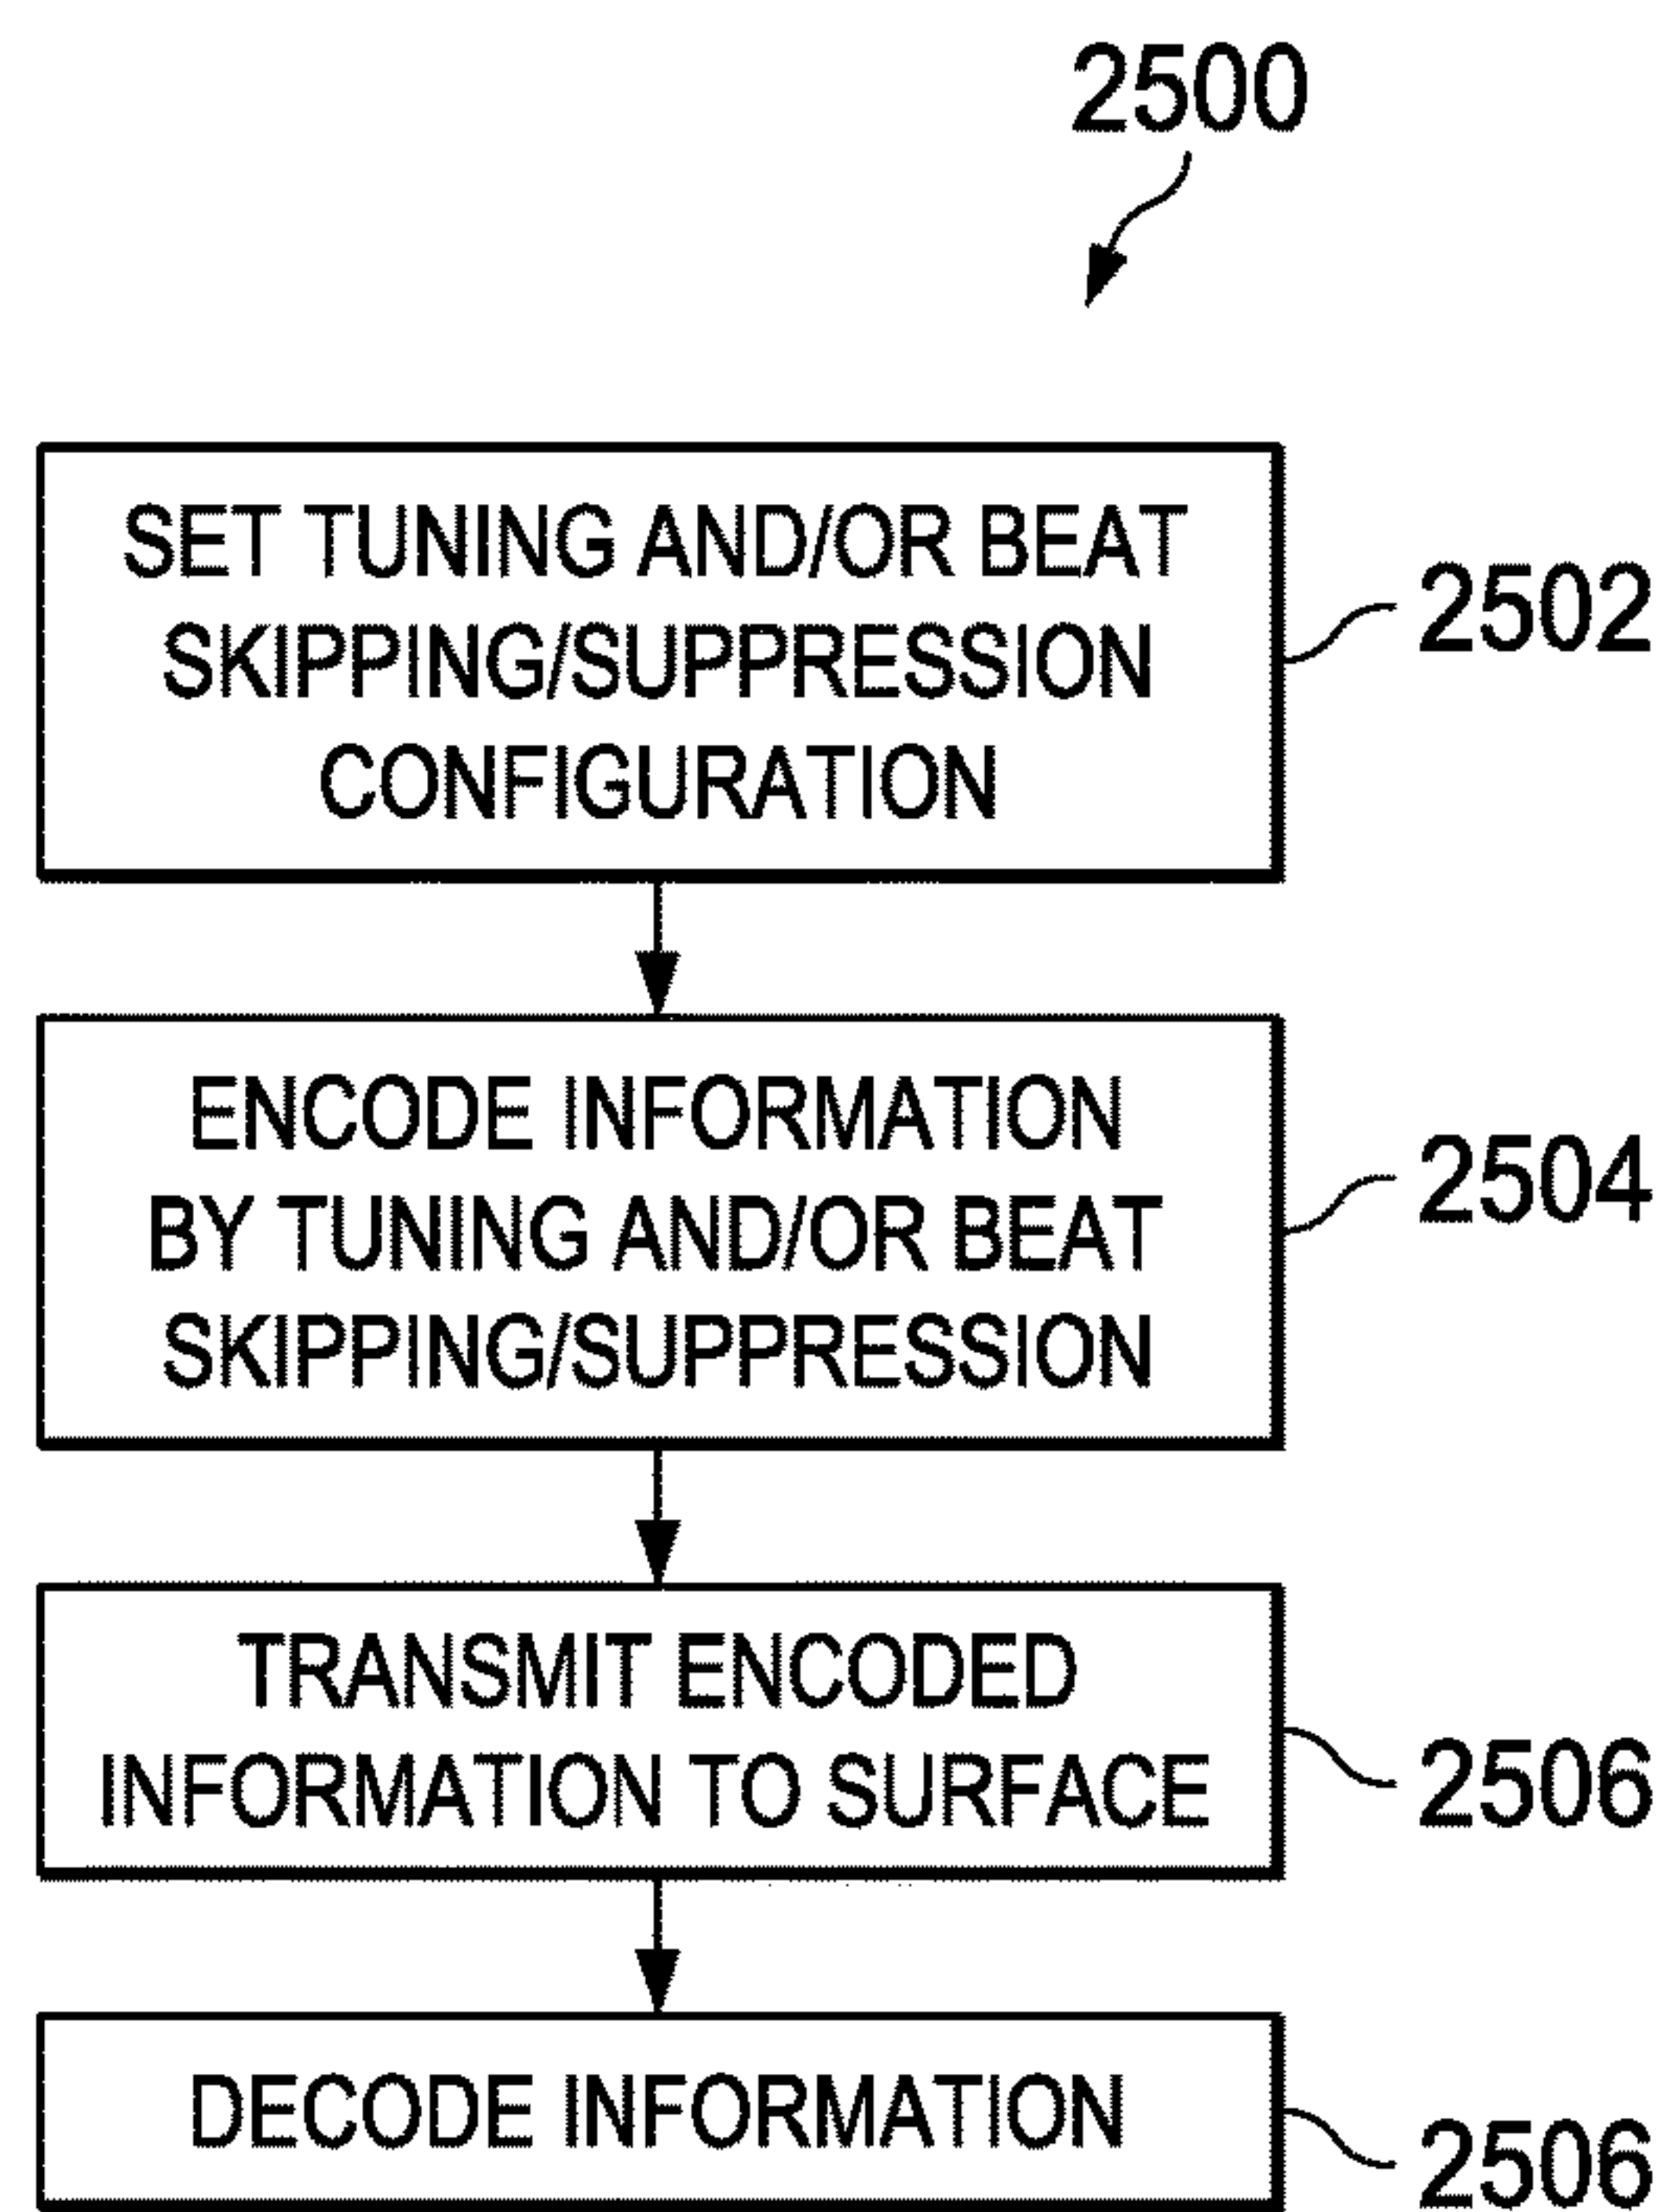 2500
SET TUNING AND/OR BEAT
SKIPPING/SUPPRESSION
CONFIGURATION
2502
ENCODE INFORMATION
BY TUNING AND/OR BEAT
SKIPPING/SUPPRESSION
2504
TRANSMIT ENCODED
INFORMATION TO SURFACE
2506
DECODE INFORMATION
2506